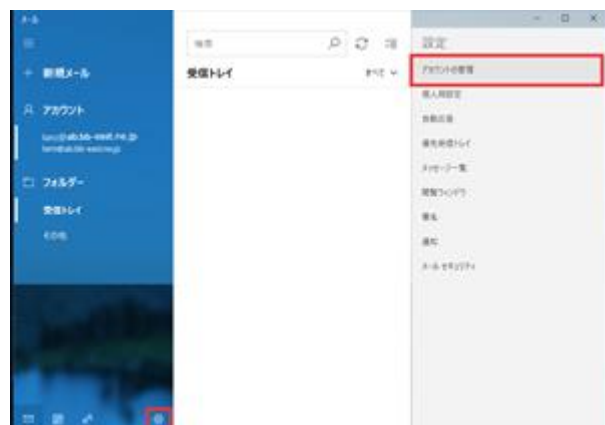 メール
新規メール
アカウント
フォルダー
受信トレイ
その他
検索
受信トレイ
すべて
設定
アカウントの管理
個人用設定
自動応答
優先受信トレイ
メッセージ一覧
閲覧ウィンドウ
署名
通知
メール セキュリティ